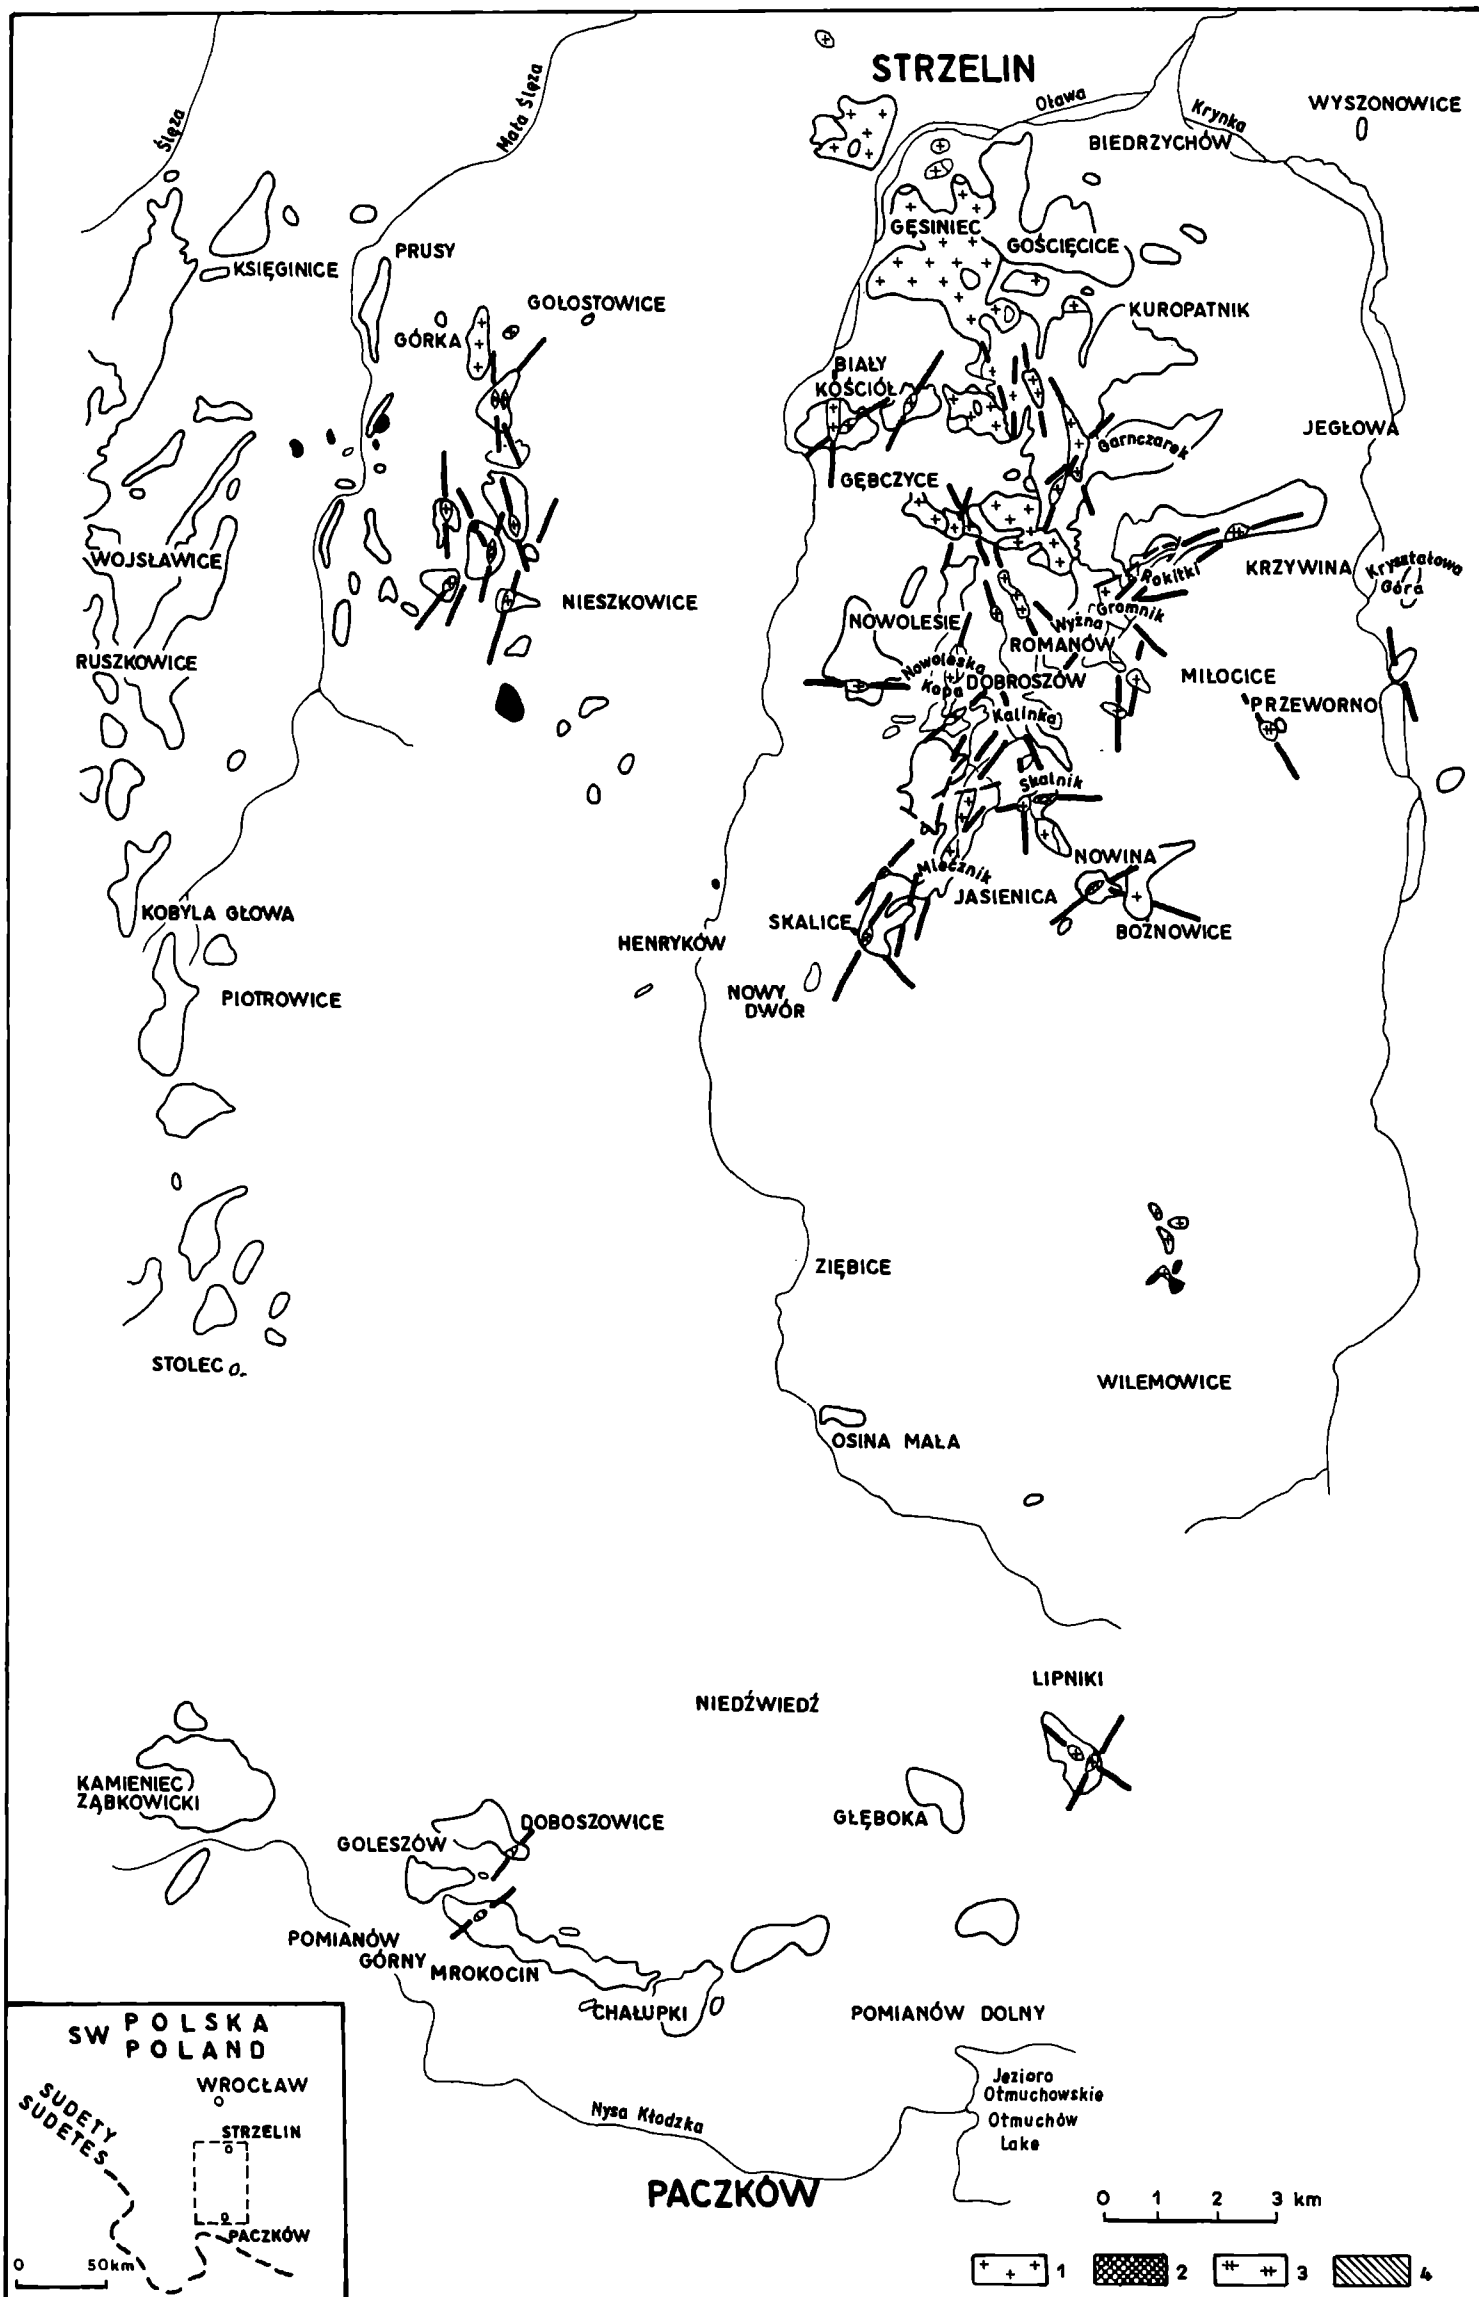 STRZELIN
Ślęza
Mała Ślęza
Oława
Krynka
WYSZONOWICE
BIEDRZYCHÓW
GĘSINIEC
GOŚCIĘCICE
KSIĘGINICE
PRUSY
GOŁOSTOWICE
KUROPATNIK
GÓRKA
BIAŁY
KOŚCIÓŁ
JEGŁOWA
Garnczarek
GĘBCZYCE
WOJSŁAWICE
Rokitki
KRZYWINA
Kryształowa
Góra
NIESZKOWICE
NOWOLESIE
Wyżna
Gromnik
ROMANÓW
RUSZKOWICE
Nowoleska
Kopa
DOBROSZÓW
MIŁOCICE
PRZEWORNO
Kalinka
Skalnik
NOWINA
Mlecznik
JASIENICA
KOBYLA GŁOWA
SKALICE
BOŻNOWICE
HENRYKÓW
PIOTROWICE
NOWY
DWÓR
ZIĘBICE
STOLEC
WILEMOWICE
OSINA MAŁA
LIPNIKI
NIEDŹWIEDŹ
KAMIENIEC
ZĄBKOWICKI
DOBOSZOWICE
GŁĘBOKA
GOLESZÓW
POMIANÓW
GÓRNY
MROKOCIN
CHAŁUPKI
POMIANÓW DOLNY
SW POLSKA
POLAND
WROCŁAW
SUDETY
SUDETES
STRZELIN
PACZKÓW
0 50km
Jezioro
Otmuchowskie
Otmuchów
Lake
Nysa Kłodzka
PACZKÓW
0 1 2 3 km
1 2 3 4